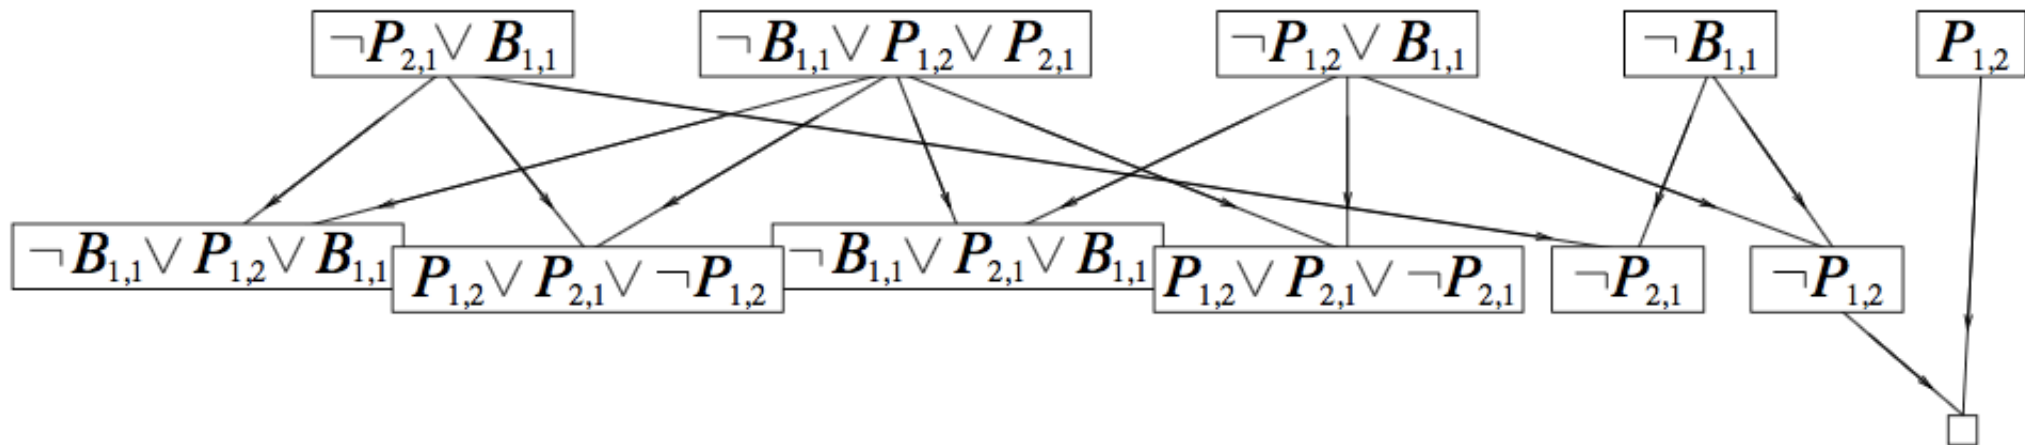 ¬P2,1 ∨ B1,1 ¬B1,1 ∨ P1,2 ∨ P2,1 ¬P1,2 ∨ B1,1 ¬B1,1 P1,2
¬B1,1 ∨ P1,2 ∨ B1,1 P1,2 ∨ P2,1 ∨ ¬P1,2 ¬B1,1 ∨ P2,1 ∨ B1,1 P1,2 ∨ P2,1 ∨ ¬P2,1 ¬P2,1 ¬P1,2